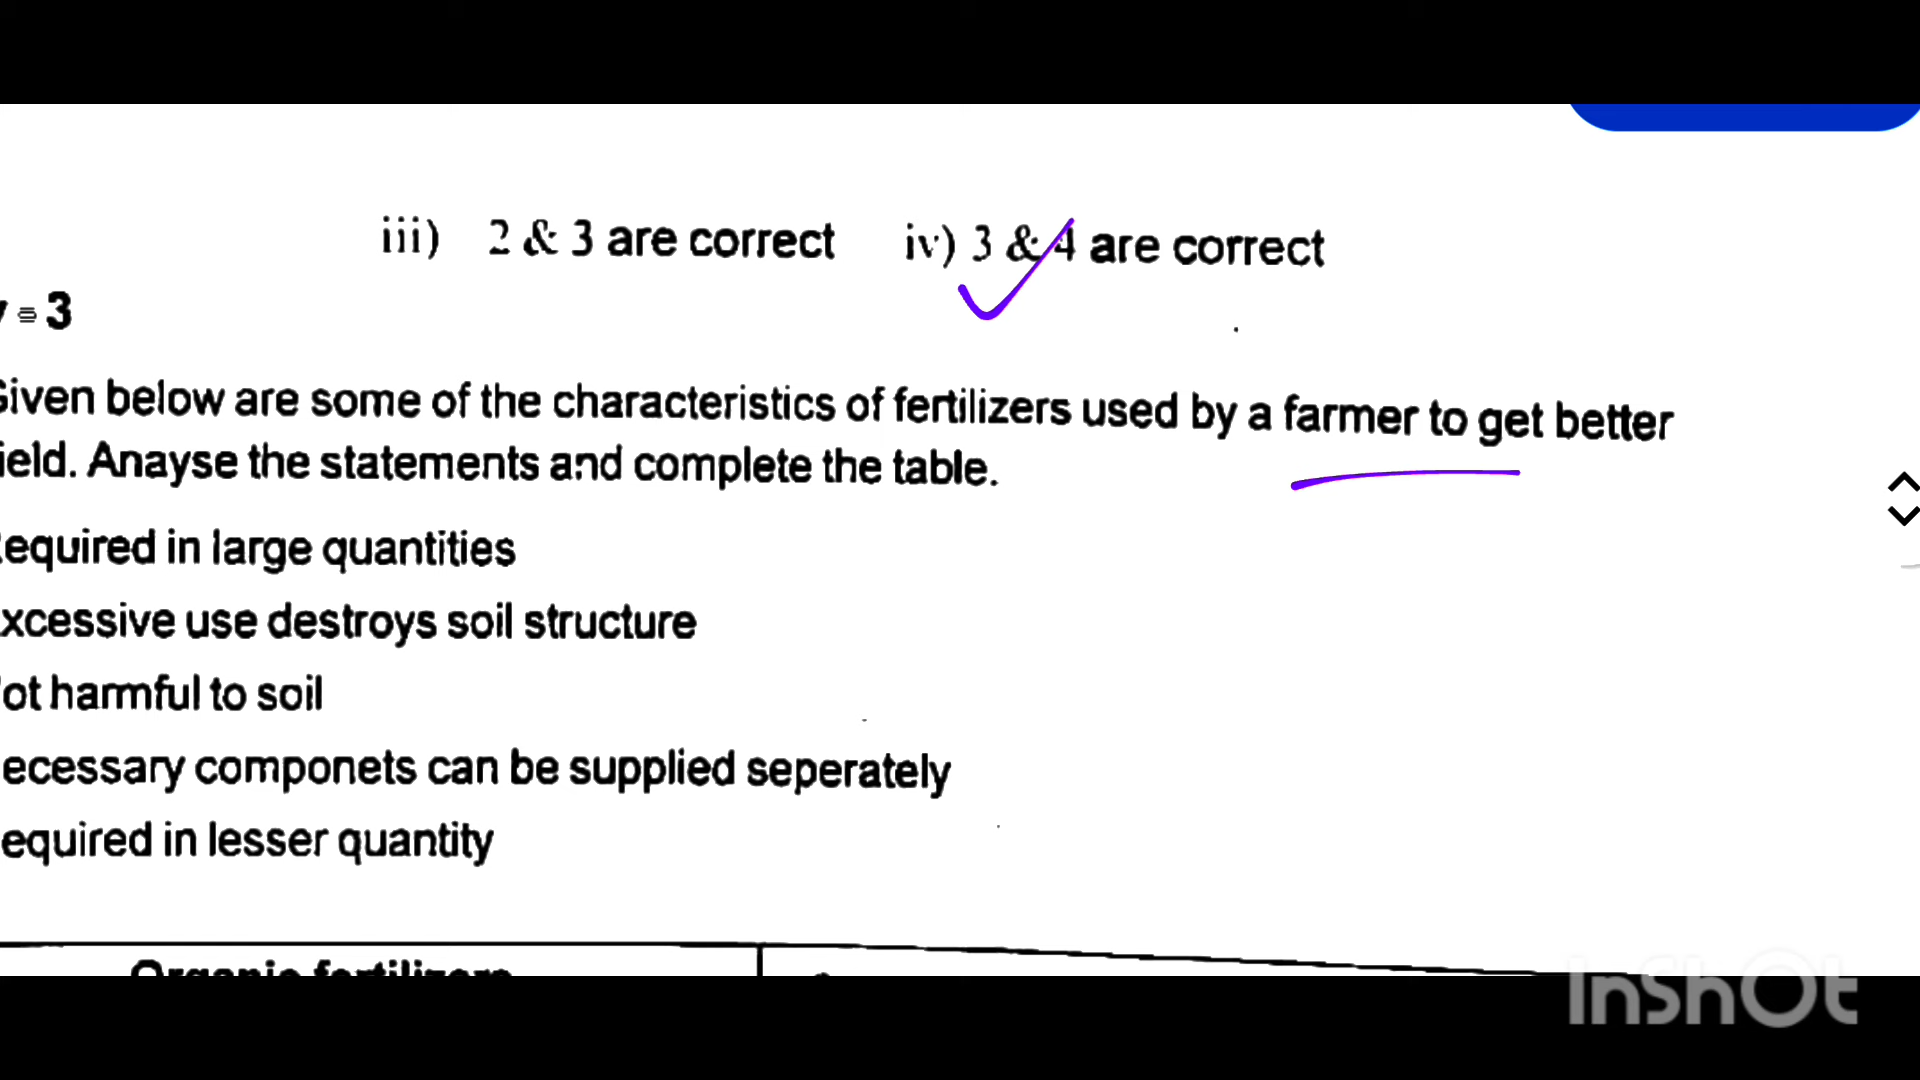 iii) 2 & 3 are correct iv) 3 & 4 are correct
= 3
iven below are some of the characteristics of fertilizers used by a farmer to get better
ield. Anayse the statements and complete the table.
equired in large quantities
xcessive use destroys soil structure
ot harmful to soil
ecessary componets can be supplied seperately
equired in lesser quantity
Organic fertilizers
InShOt